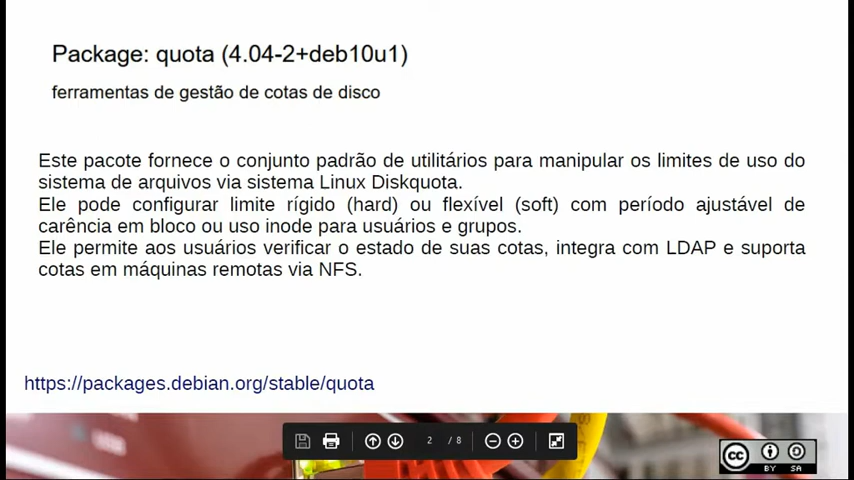 Package: quota (4.04-2+deb10u1)
ferramentas de gestão de cotas de disco
Este pacote fornece o conjunto padrão de utilitários para manipular os limites de uso do
sistema de arquivos via sistema Linux Diskquota.
Ele pode configurar limite rígido (hard) ou flexível (soft) com período ajustável de
carência em bloco ou uso inode para usuários e grupos.
Ele permite aos usuários verificar o estado de suas cotas, integra com LDAP e suporta
cotas em máquinas remotas via NFS.
https://packages.debian.org/stable/quota
2 / 8
cc BY SA